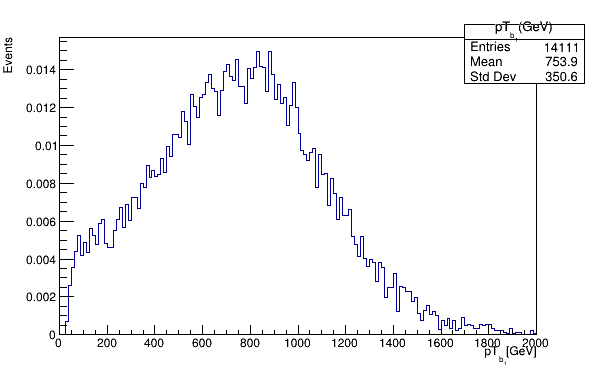 pT_b_1(GeV)
Entries 14111
Mean 753.9
Std Dev 350.6
Events
0.014
0.012
0.01
0.008
0.006
0.004
0.002
0
0 200 400 600 800 1000 1200 1400 1600 1800 2000
pT_b_1[GeV]